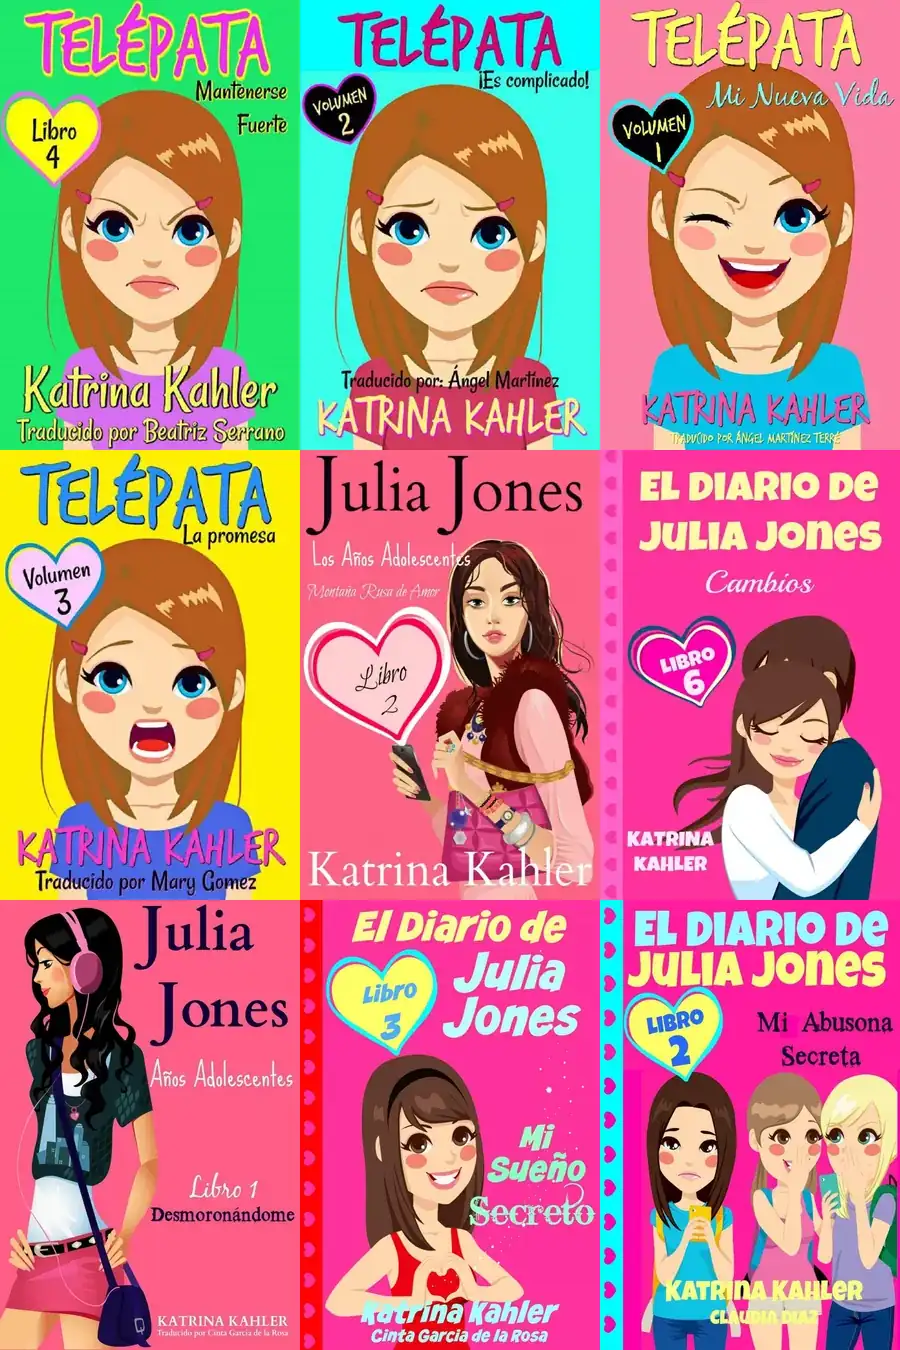 TELÉPATA
Mantenerse
Fuerte
Libro
4
Katrina Kahler
Traducido por Beatriz Serrano
TELÉPATA
¡Es complicado!
VOLUMEN
2
Traducido por: Ángel Martínez
KATRINA KAHLER
TELÉPATA
Mi Nueva Vida
VOLUMEN
1
KATRINA KAHLER
TRADUCIDO POR ÁNGEL MARTÍNEZ TERRÉ
TELÉPATA
La promesa
Volumen
3
KATRINA KAHLER
Traducido por Mary Gomez
Julia Jones
Los Años Adolescentes
Montaña Rusa de Amor
Libro
2
Katrina Kahler
EL DIARIO DE
JULIA JONES
Cambios
LIBRO
6
KATRINA
KAHLER
Julia
Jones
Años Adolescentes
Libro 1
Desmoronándome
KATRINA KAHLER
Traducido por Cinta Garcia de la Rosa
El Diario de
Julia
Jones
Libro
3
Mi
Sueño
Secreto
Katrina Kahler
Cinta Garcia de la Rosa
EL DIARIO DE
JULIA JONES
LIBRO
2
Mi Abusona
Secreta
KATRINA KAHLER
CLAUDIA DIAZ